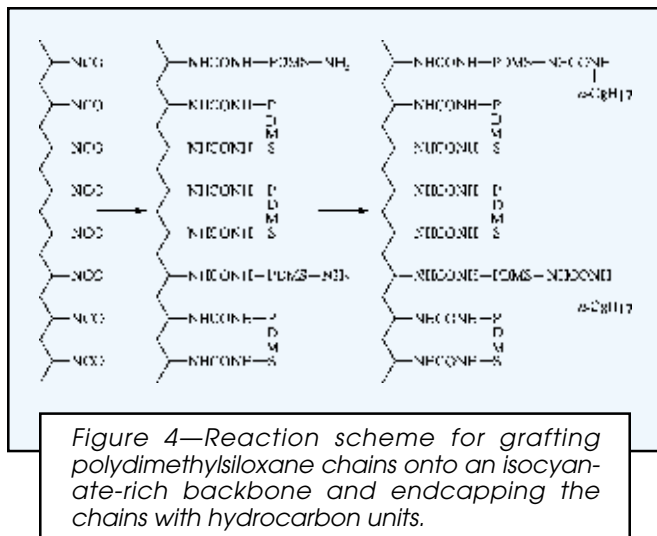 NCO NHCONH—PDMS—NH₂ NHCONH—PDMS—NHCONH
n-C₈H₁₇
NCO NHCONH—P NHCONH—P
D D
M M
NCO NHCONH S NHCONH S
NCO NHCONH P NHCONH P
D D
M M
NCO NHCONH S NHCONH S
NCO NHCONH—PDMS—NH₂ NHCONH—PDMS—NHCONH
n-C₈H₁₇
NCO NHCONH—P NHCONH—P
D D
M M
NCO NHCONH—S NHCONH—S
Figure 4—Reaction scheme for grafting
polydimethylsiloxane chains onto an isocyan-
ate-rich backbone and endcapping the
chains with hydrocarbon units.